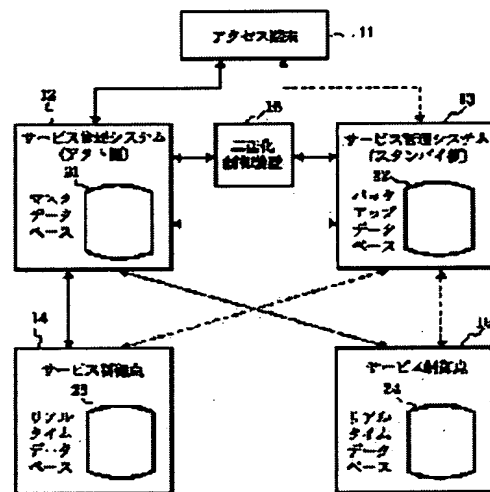 アクセス端末
11
12
サービス管理システム
(アクト側)
21
マスタ
データ
ベース
16
二重化
制御装置
13
サービス管理システム
(スタンバイ側)
22
バック
アップ
データ
ベース
14
サービス制御点
23
リアル
タイム
データ
ベース
15
サービス制御点
24
リアル
タイム
データ
ベース